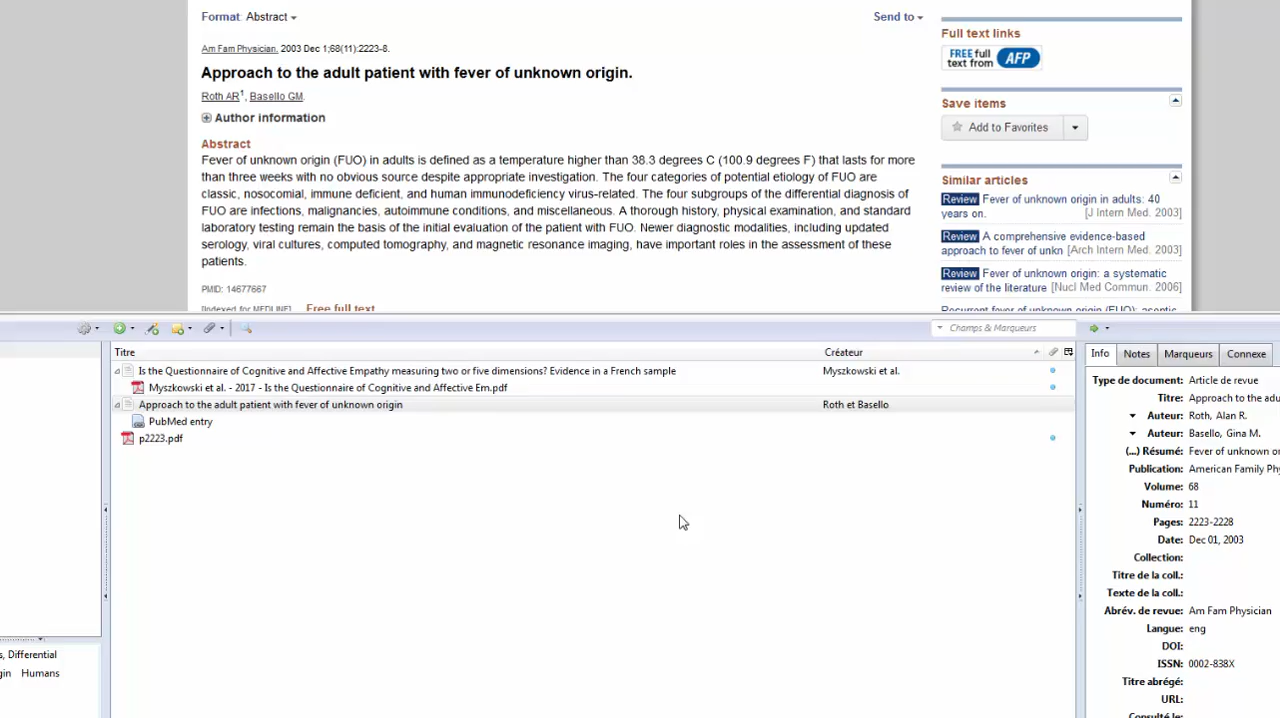 Format: Abstract
Send to
Am Fam Physician. 2003 Dec 1;68(11):2223-8.
Approach to the adult patient with fever of unknown origin.
Roth AR1, Basello GM.
Author information
Abstract
Fever of unknown origin (FUO) in adults is defined as a temperature higher than 38.3 degrees C (100.9 degrees F) that lasts for more
than three weeks with no obvious source despite appropriate investigation. The four categories of potential etiology of FUO are
classic, nosocomial, immune deficient, and human immunodeficiency virus-related. The four subgroups of the differential diagnosis of
FUO are infections, malignancies, autoimmune conditions, and miscellaneous. A thorough history, physical examination, and standard
laboratory testing remain the basis of the initial evaluation of the patient with FUO. Newer diagnostic modalities, including updated
serology, viral cultures, computed tomography, and magnetic resonance imaging, have important roles in the assessment of these
patients.
PMID: 14677667
[Indexed for MEDLINE] Free full text
Full text links
FREE full
text from AFP
Save items
Add to Favorites
Similar articles
Review Fever of unknown origin in adults: 40
years on. [J Intern Med. 2003]
Review A comprehensive evidence-based
approach to fever of unkn [Arch Intern Med. 2003]
Review Fever of unknown origin: a systematic
review of the literature [Nucl Med Commun. 2006]
Recurrent fever of unknown origin (FUO): aseptic
Champs & Marqueurs
Titre Créateur
Is the Questionnaire of Cognitive and Affective Empathy measuring two or five dimensions? Evidence in a French sample Myszkowski et al.
Myszkowski et al. - 2017 - Is the Questionnaire of Cognitive and Affective Em.pdf
Approach to the adult patient with fever of unknown origin Roth et Basello
PubMed entry
p2223.pdf
Info Notes Marqueurs Connexe
Type de document: Article de revue
Titre: Approach to the adu
Auteur: Roth, Alan R.
Auteur: Basello, Gina M.
(...) Résumé: Fever of unknown or
Publication: American Family Phy
Volume: 68
Numéro: 11
Pages: 2223-2228
Date: Dec 01, 2003
Collection:
Titre de la coll.:
Texte de la coll.:
Abrév. de revue: Am Fam Physician
Langue: eng
DOI:
ISSN: 0002-838X
Titre abrégé:
URL:
Consulté le:
s, Differential
gin Humans